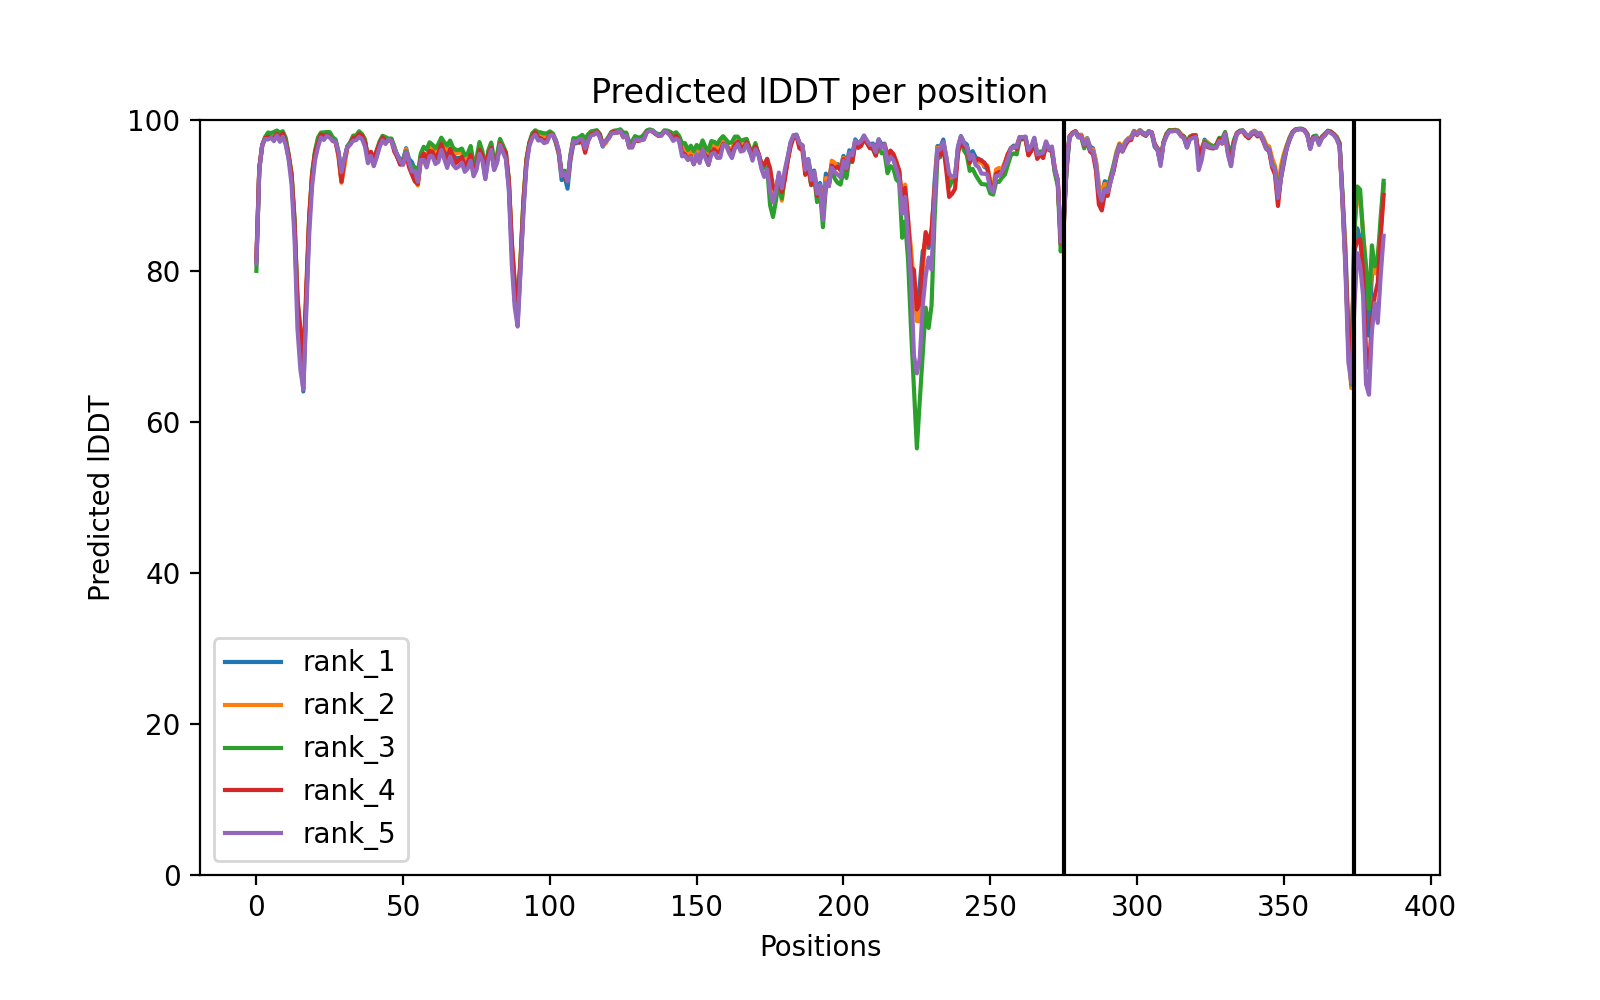 Predicted lDDT per position
100
80
60
40
20
0
Predicted lDDT
rank_1
rank_2
rank_3
rank_4
rank_5
0 50 100 150 200 250 300 350 400
Positions